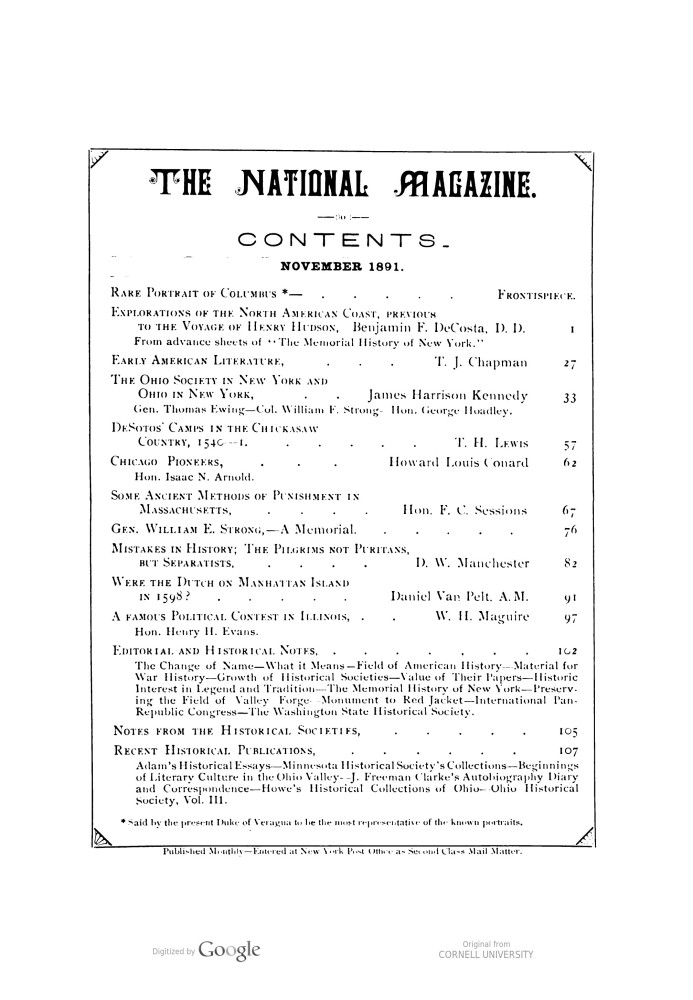 THE NATIONAL MAGAZINE.
CONTENTS.
NOVEMBER 1891.
RARE PORTRAIT OF COLUMBUS *— . . . . . FRONTISPIECE.
EXPLORATIONS OF THE NORTH AMERICAN COAST, PREVIOUS
TO THE VOYAGE OF HENRY HUDSON, Benjamin F. DeCosta, D. D. 1
From advance sheets of "The Memorial History of New York."
EARLY AMERICAN LITERATURE, . . . T. J. Chapman 27
THE OHIO SOCIETY IN NEW YORK AND
OHIO IN NEW YORK, . . James Harrison Kennedy 33
Gen. Thomas Ewing—Col. William F. Strong- Hon. George Hoadley.
DESOTOS' CAMPS IN THE CHICKASAW
COUNTRY, 1540--1. . . . . . T. H. LEWIS 57
CHICAGO PIONEERS, . . . Howard Louis Conard 62
Hon. Isaac N. Arnold.
SOME ANCIENT METHODS OF PUNISHMENT IN
MASSACHUSETTS, . . . . Hon. F. C. Sessions 67
GEN. WILLIAM E. STRONG,—A MEMORIAL. . . . . . 76
MISTAKES IN HISTORY; THE PILGRIMS NOT PURITANS,
BUT SEPARATISTS, . . . . D. W. Manchester 82
WERE THE DUTCH ON MANHATTAN ISLAND
IN 1598? . . . . . Daniel Van Pelt. A.M. 91
A FAMOUS POLITICAL CONTEST IN ILLINOIS, . . W. H. Maguire 97
Hon. Henry H. Evans.
EDITORIAL AND HISTORICAL NOTES, . . . . . . . 102
The Change of Name—What it Means—Field of American History—Material for
War History—Growth of Historical Societies—Value of Their Papers—Historic
Interest in Legend and Tradition—The Memorial History of New York—Preserv-
ing the Field of Valley Forge--Monument to Red Jacket—International Pan-
Republic Congress—The Washington State Historical Society.
NOTES FROM THE HISTORICAL SOCIETIES, . . . . . 105
RECENT HISTORICAL PUBLICATIONS, . . . . . . 107
Adam's Historical Essays—Minnesota Historical Society's Collections—Beginnings
of Literary Culture in the Ohio Valley--J. Freeman Clarke's Autobiography Diary
and Correspondence—Howe's Historical Collections of Ohio—Ohio Historical
Society, Vol. III.
* Said by the present Duke of Veragua to be the most representative of the known portraits.
Published Monthly—Entered at New York Post Office as Second Class Mail Matter.
Digitized by Google
Original from
CORNELL UNIVERSITY